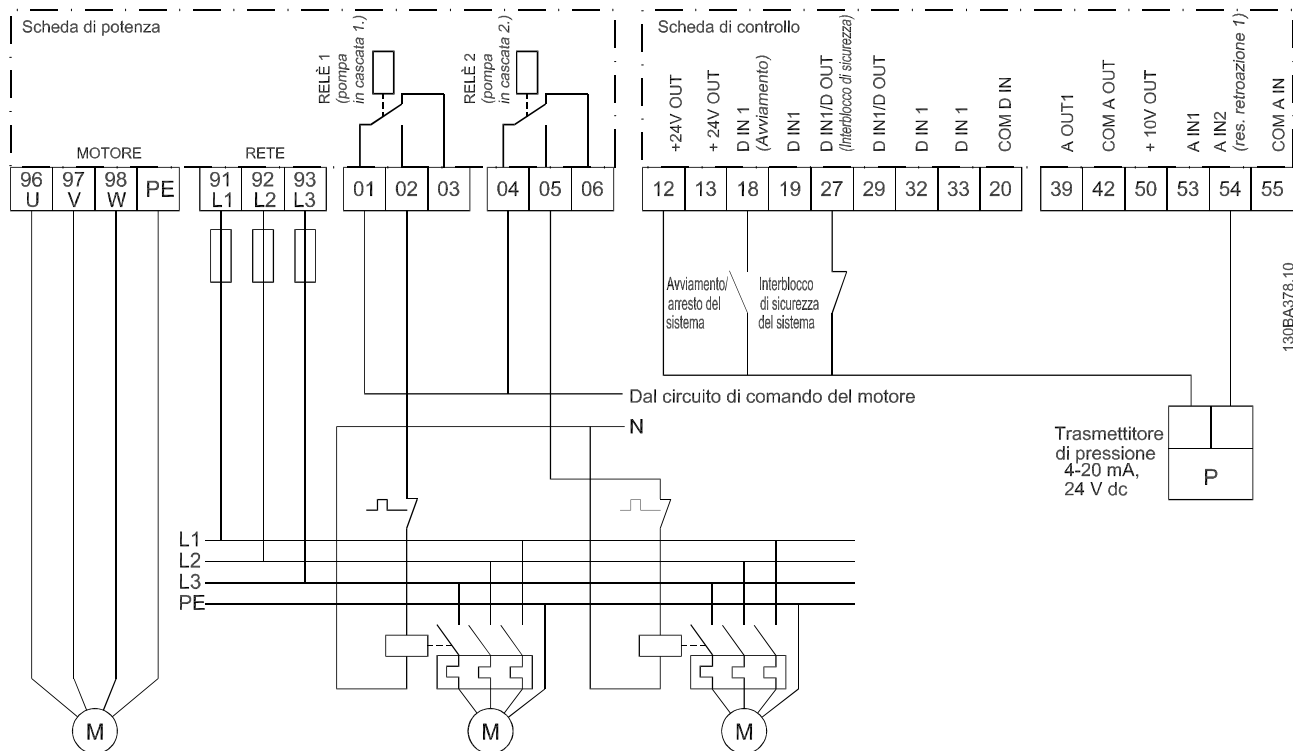 Scheda di potenza
RELÈ 1
(pompa
in cascata 1.)
RELÈ 2
(pompa
in cascata 2.)
MOTORE
RETE
96 97 98 PE
U V W
91 92 93
L1 L2 L3
01 02 03
04 05 06
Scheda di controllo
+24V OUT
+ 24V OUT
D IN 1
(Avviamento)
D IN1
D IN1/D OUT
(Interblocco di sicurezza)
D IN1/D OUT
D IN 1
D IN 1
COM D IN
A OUT1
COM A OUT
+ 10V OUT
A IN1
A IN2
(res. retroazione 1)
COM A IN
12 13 18 19 27 29 32 33 20
39 42 50 53 54 55
Avviamento/
arresto del
sistema
Interblocco
di sicurezza
del sistema
130BA378.10
Dal circuito di comando del motore
N
Trasmettitore
di pressione
4-20 mA,
24 V dc
P
L1
L2
L3
PE
M
M
M